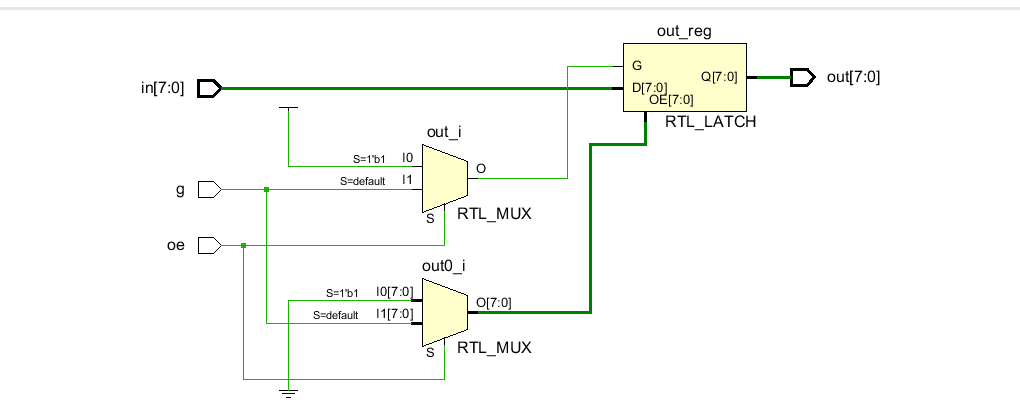 out_reg
in[7:0]
G
D[7:0]
Q[7:0]
OE[7:0]
out[7:0]
RTL_LATCH
out_i
S=1'b1
I0
O
g
S=default
I1
S
RTL_MUX
oe
out0_i
S=1'b1
I0[7:0]
O[7:0]
S=default
I1[7:0]
S
RTL_MUX